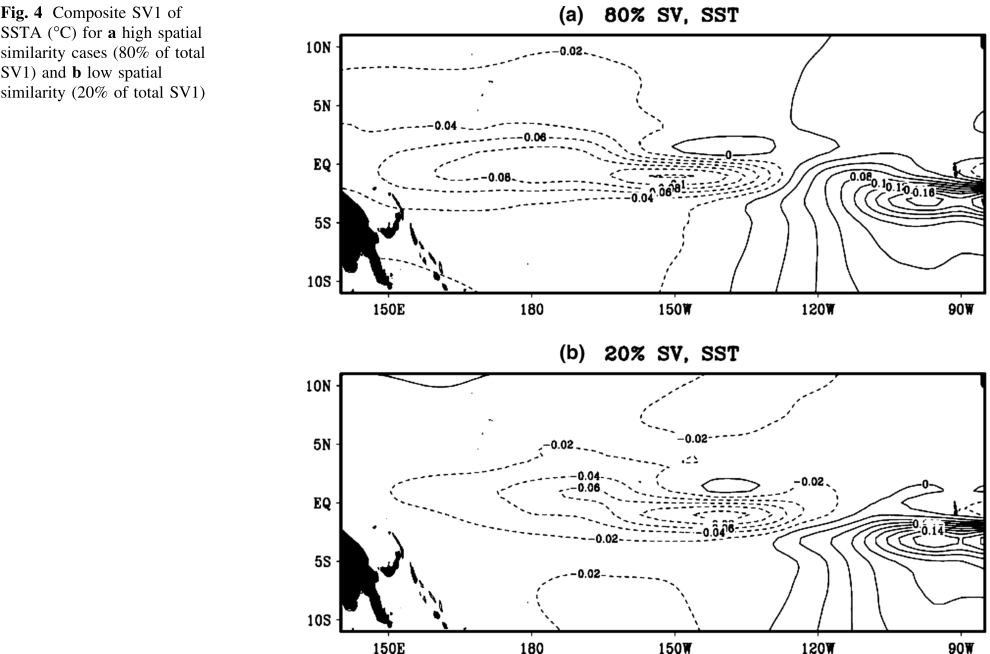 Fig. 4 Composite SV1 of
SSTA (°C) for a high spatial
similarity cases (80% of total
SV1) and b low spatial
similarity (20% of total SV1)
(a) 80% SV, SST
10N
5N
EQ
5S
10S
-0.02
-0.04
-0.06
-0.08
0
0.04
0.08
-0.16
150E 180 150W 120W 90W
(b) 20% SV, SST
10N
5N
EQ
5S
10S
-0.02
-0.02
0.04
0.06
-0.02
0
-0.04
-0.02
-0.14
-0.02
150E 180 150W 120W 90W